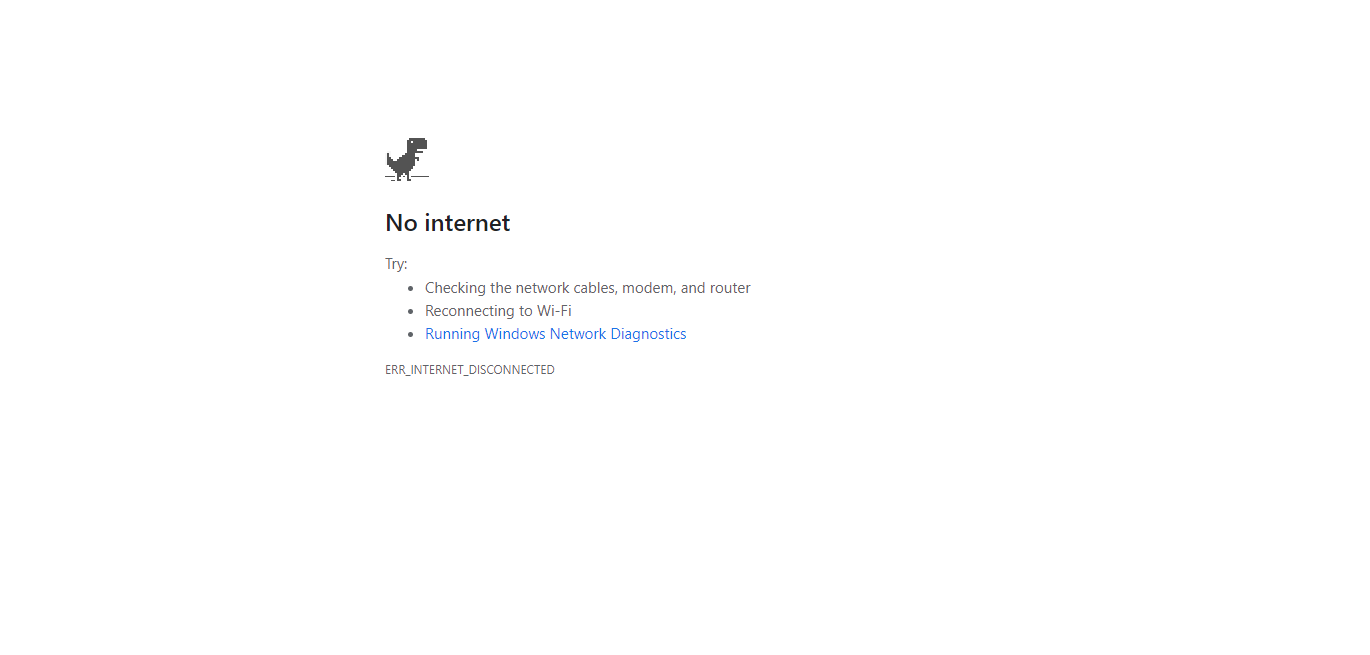 No internet
Try:
• Checking the network cables, modem, and router
• Reconnecting to Wi-Fi
• Running Windows Network Diagnostics
ERR_INTERNET_DISCONNECTED